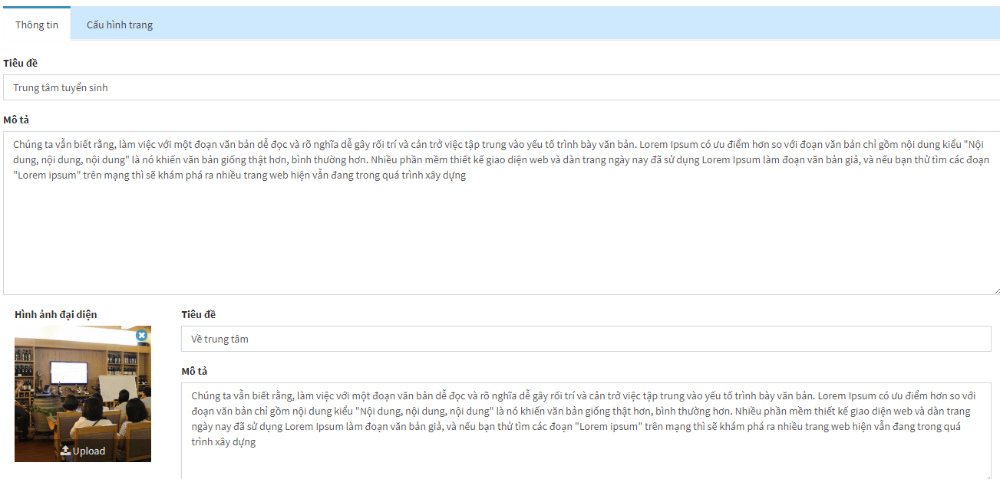 Thông tin
Cấu hình trang
Tiêu đề
Trung tâm tuyển sinh
Mô tả
Chúng ta vẫn biết rằng, làm việc với một đoạn văn bản dễ đọc và rõ nghĩa dễ gây rối trí và cản trở việc tập trung vào yếu tố trình bày văn bản. Lorem Ipsum có ưu điểm hơn so với đoạn văn bản chỉ gồm nội dung kiểu "Nội
dung, nội dung, nội dung" là nó khiến văn bản giống thật hơn, bình thường hơn. Nhiều phần mềm thiết kế giao diện web và dàn trang ngày nay đã sử dụng Lorem Ipsum làm đoạn văn bản giả, và nếu bạn thử tìm các đoạn
"Lorem ipsum" trên mạng thì sẽ khám phá ra nhiều trang web hiện vẫn đang trong quá trình xây dựng
Hình ảnh đại diện
Upload
Tiêu đề
Về trung tâm
Mô tả
Chúng ta vẫn biết rằng, làm việc với một đoạn văn bản dễ đọc và rõ nghĩa dễ gây rối trí và cản trở việc tập trung vào yếu tố trình bày văn bản. Lorem Ipsum có ưu điểm hơn so với
đoạn văn bản chỉ gồm nội dung kiểu "Nội dung, nội dung, nội dung" là nó khiến văn bản giống thật hơn, bình thường hơn. Nhiều phần mềm thiết kế giao diện web và dàn trang
ngày nay đã sử dụng Lorem Ipsum làm đoạn văn bản giả, và nếu bạn thử tìm các đoạn "Lorem ipsum" trên mạng thì sẽ khám phá ra nhiều trang web hiện vẫn đang trong quá
trình xây dựng